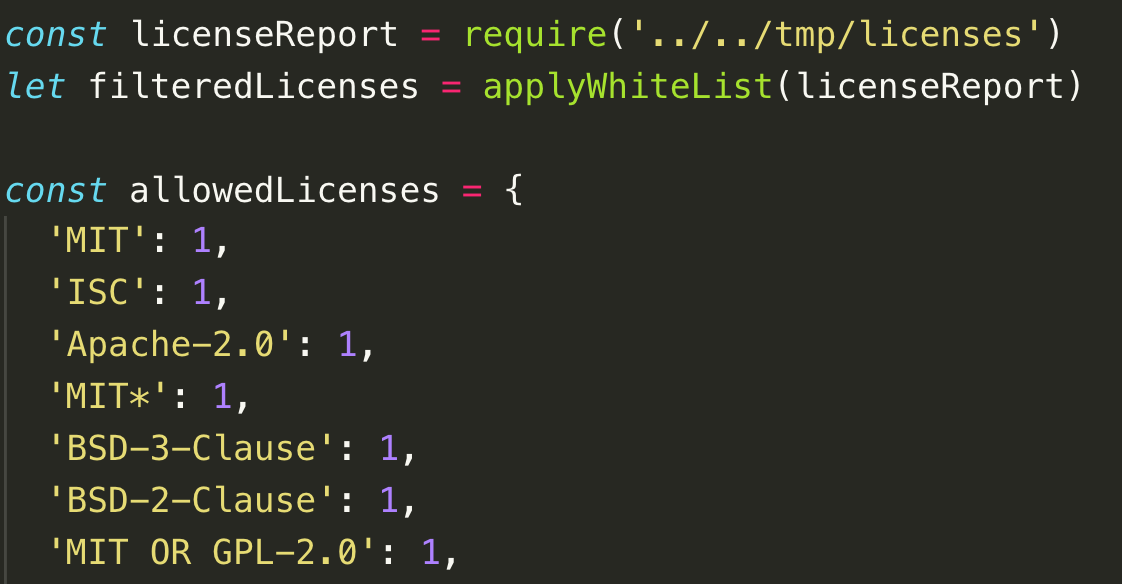 const licenseReport = require('../../tmp/licenses')
let filteredLicenses = applyWhiteList(licenseReport)
const allowedLicenses = {
'MIT': 1,
'ISC': 1,
'Apache-2.0': 1,
'MIT*': 1,
'BSD-3-Clause': 1,
'BSD-2-Clause': 1,
'MIT OR GPL-2.0': 1,